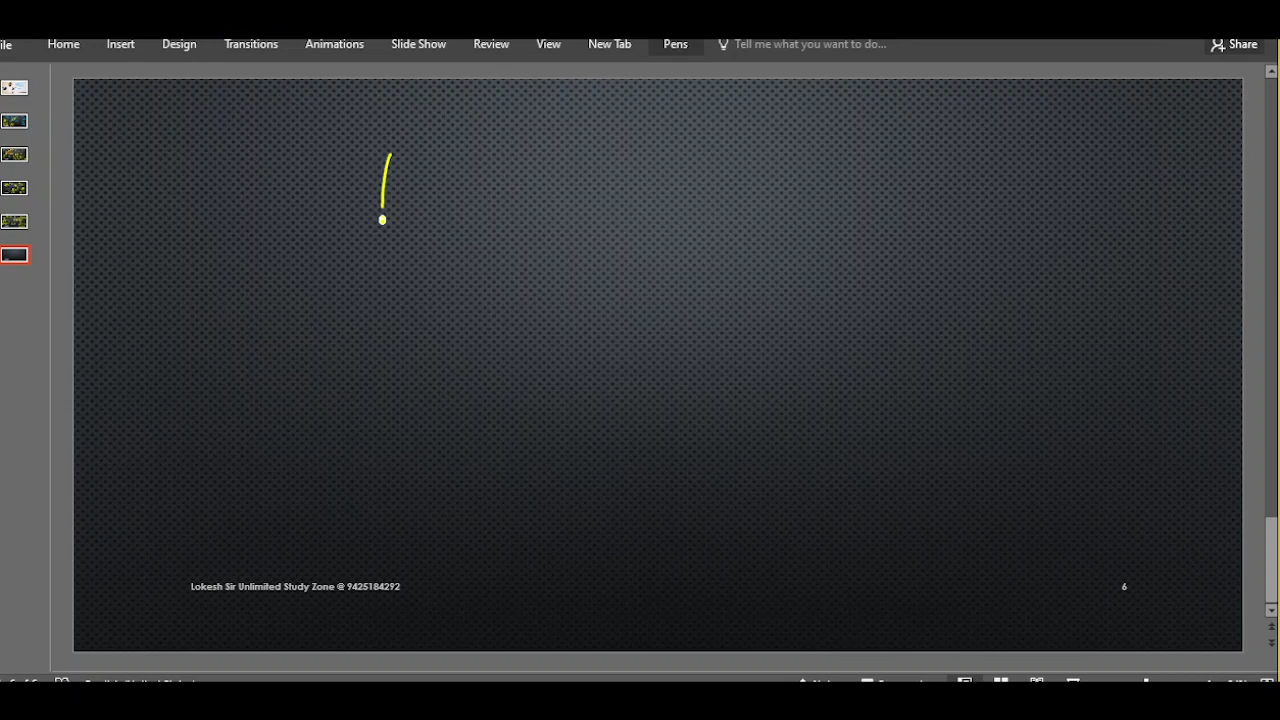 ile Home Insert Design Transitions Animations Slide Show Review View New Tab Pens Tell me what you want to do... Share
Lokesh Sir Unlimited Study Zone @ 9425184292 6